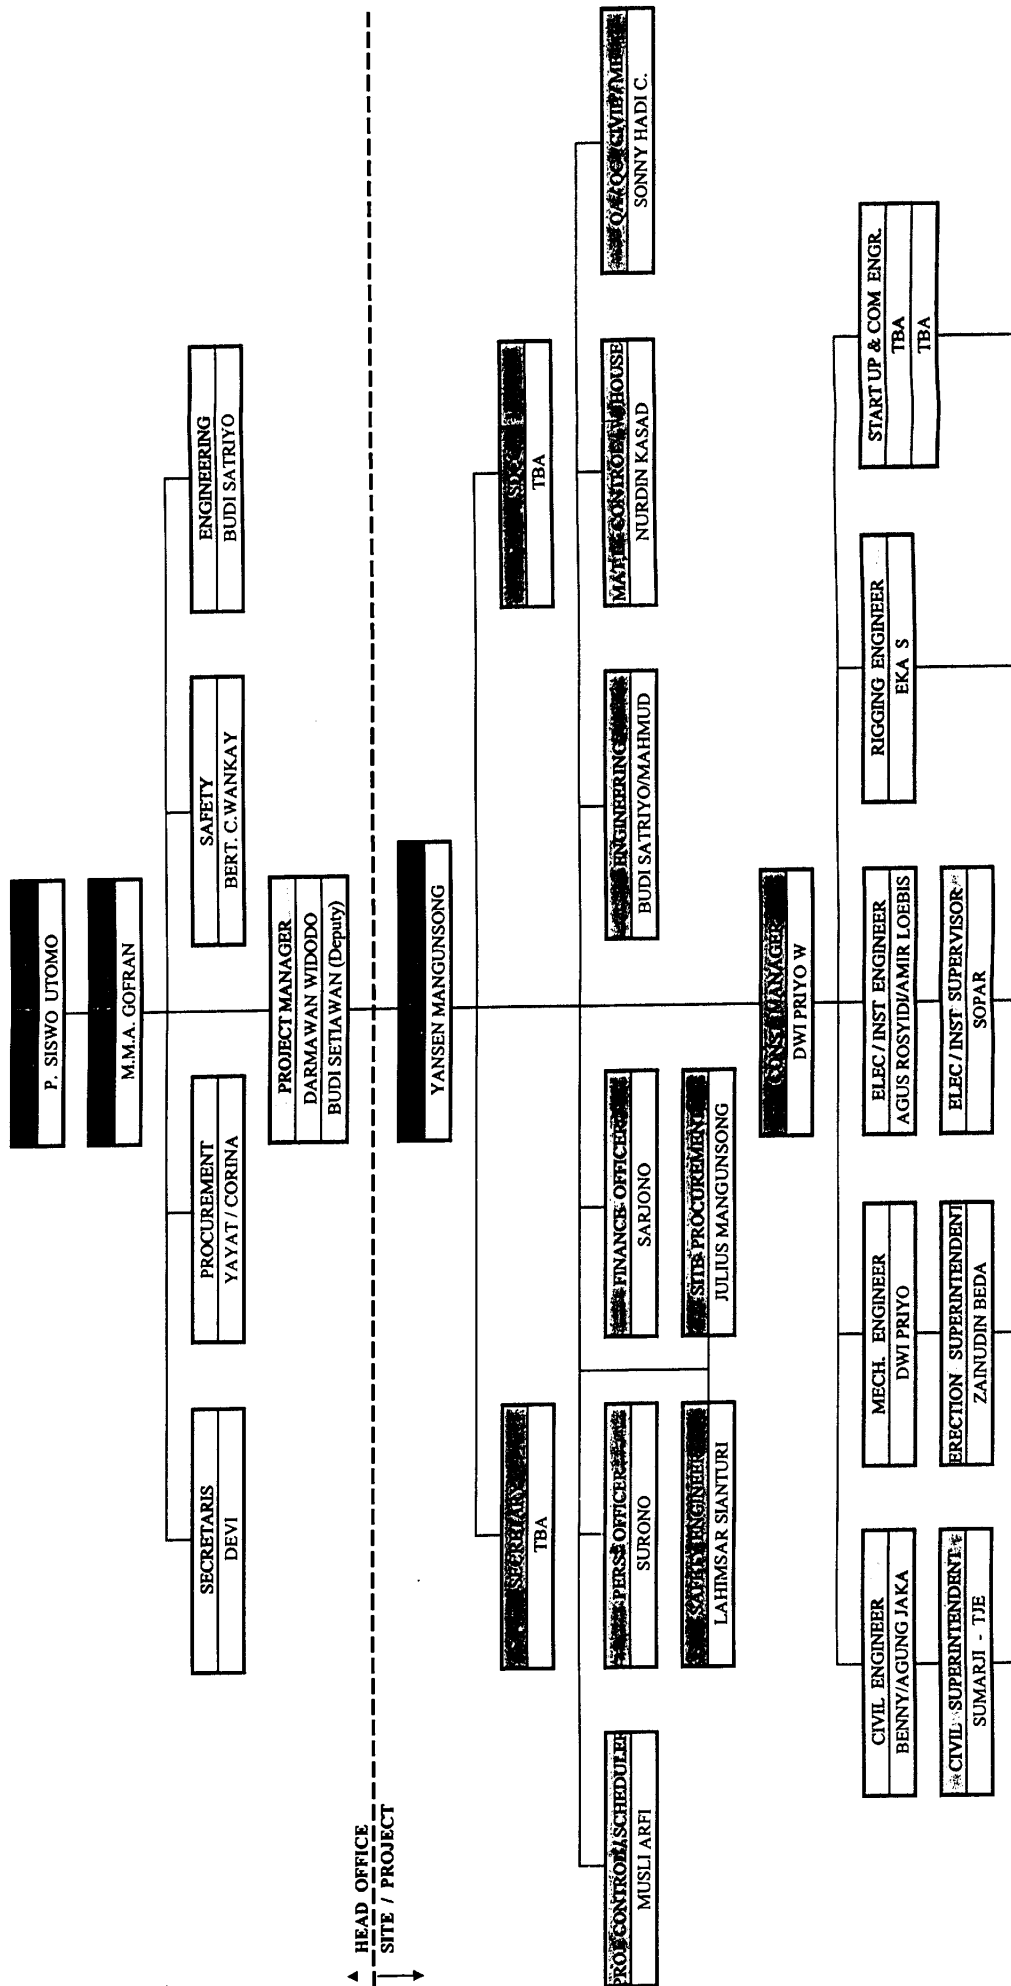 P. SISWO UTOMO
M.M.A. GOFRAN
SECRETARIS
DEVI
PROCUREMENT
YAYAT / CORINA
SAFETY
BERT. C.WANKAY
ENGINEERING
BUDI SATRIYO
PROJECT MANAGER
DARMAWAN WIDODO
BUDI SETIAWAN (Deputy)
HEAD OFFICE
SITE / PROJECT
YANSEN MANGUNSONG
SECRETARY
TBA
TBA
PROJ CONTROL / SCHEDULER
MUSLI ARFI
PERS. OFFICER
SURONO
FINANCE OFFICER
SARJONO
ENGINEERING
BUDI SATRIYO/MAHMUD
MAT'L CONTROL / W HOUSE
NURDIN KASAD
QA / QC
SONNY HADI C.
SAFETY ENGINEER
LAHIMSAR SIANTURI
SITE PROCUREMENT
JULIUS MANGUNSONG
CONST. MANAGER
DWI PRIYO W
CIVIL ENGINEER
BENNY/AGUNG JAKA
MECH. ENGINEER
DWI PRIYO
ELEC / INST ENGINEER
AGUS ROSYIDI/AMIR LOEBIS
RIGGING ENGINEER
EKA S
START UP & COM ENGR.
TBA
TBA
CIVIL SUPERINTENDENT
SUMARJI - TJE
ERECTION SUPERINTENDENT
ZAINUDIN BEDA
ELEC / INST SUPERVISOR
SOPAR